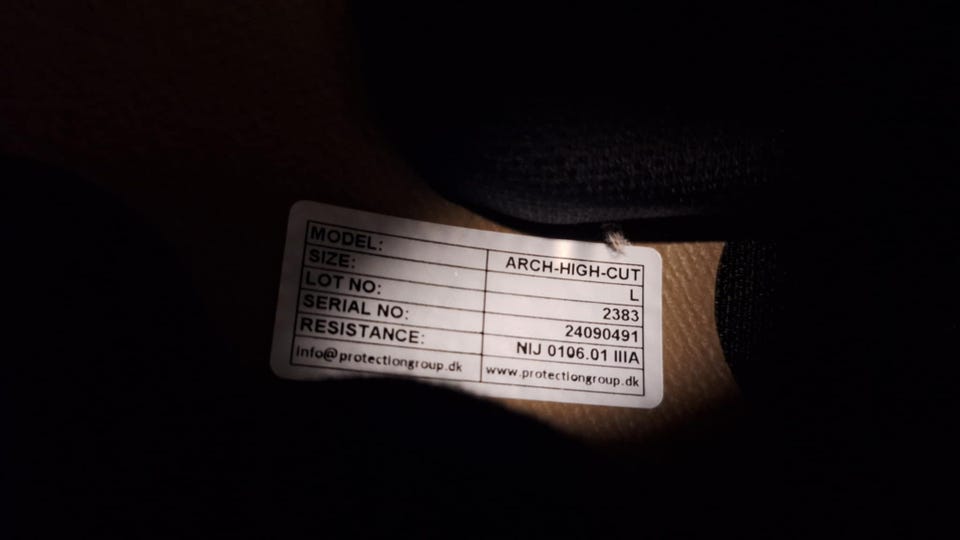 MODEL: ARCH-HIGH-CUT
SIZE: L
LOT NO: 2383
SERIAL NO: 24090491
RESISTANCE: NIJ 0106.01 IIIA
info@protectiongroup.dk www.protectiongroup.dk